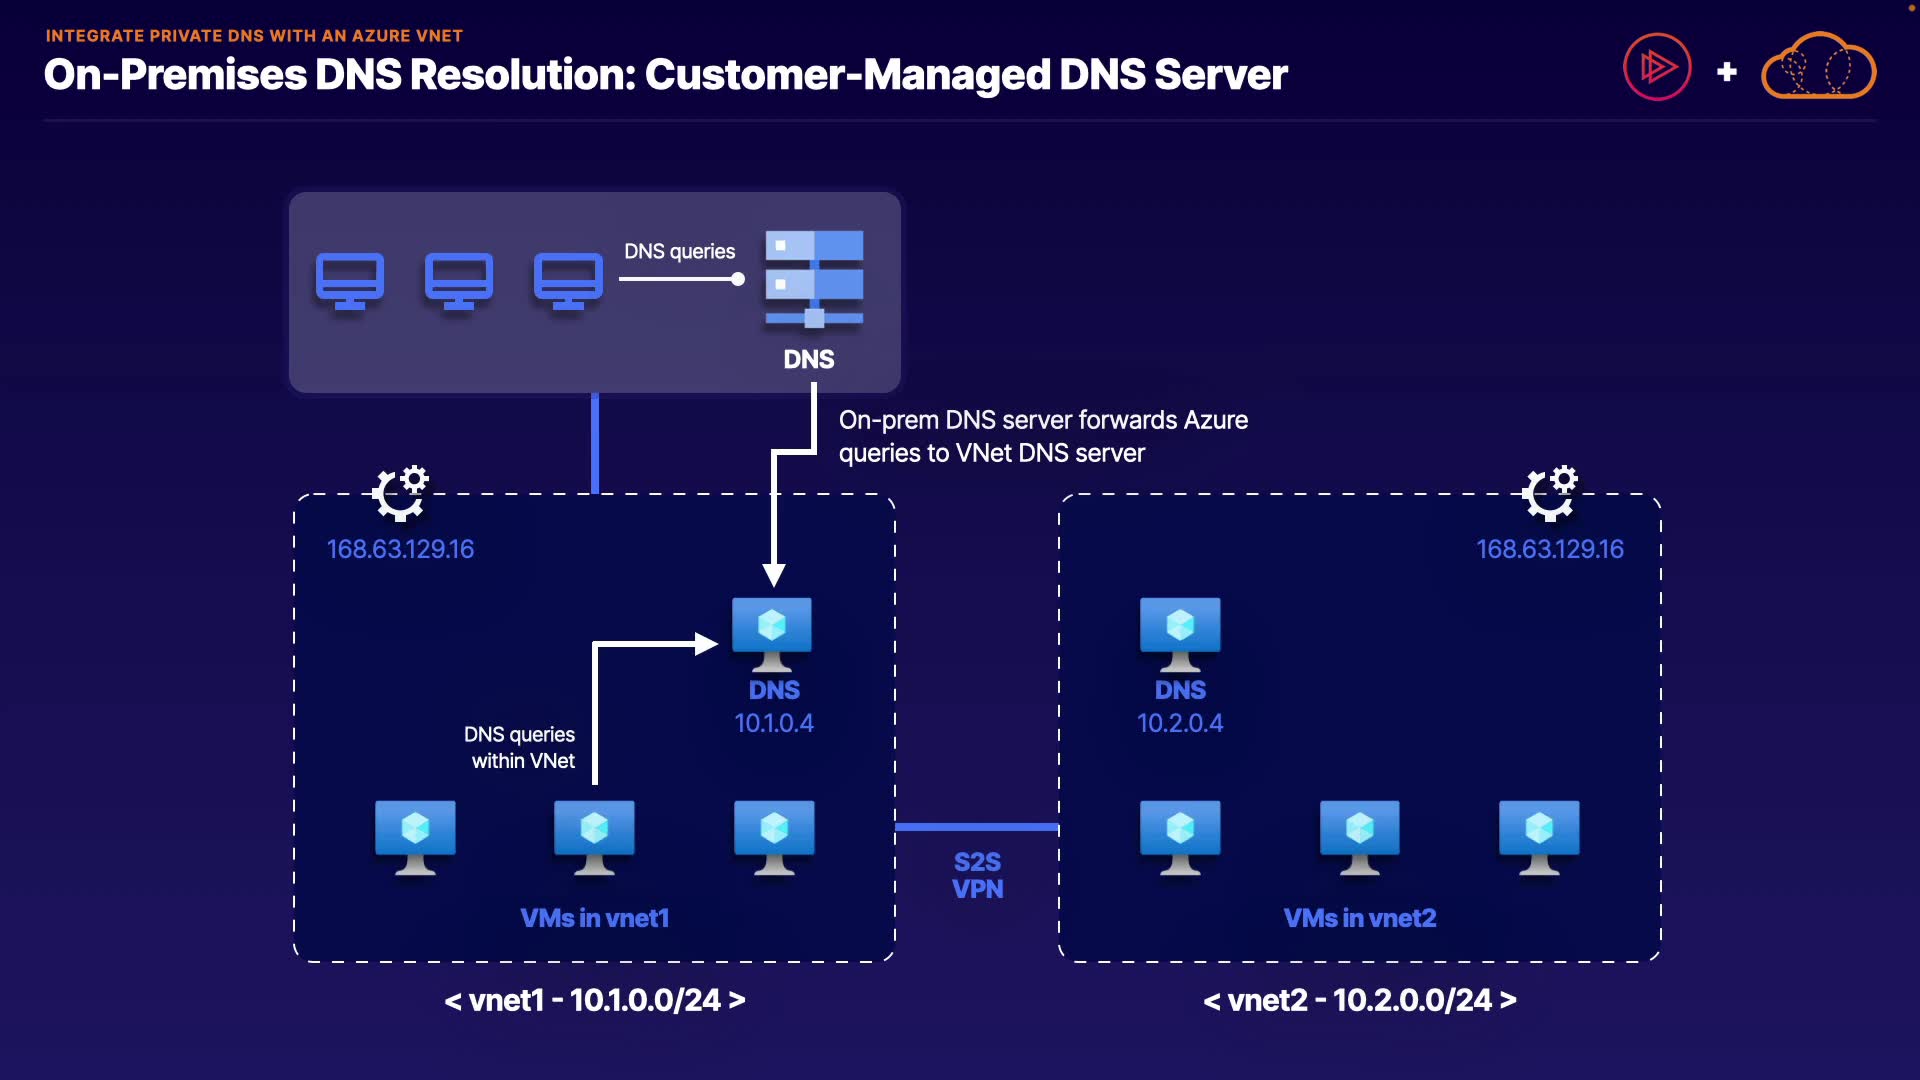 INTEGRATE PRIVATE DNS WITH AN AZURE VNET
On-Premises DNS Resolution: Customer-Managed DNS Server
+
DNS queries
DNS
On-prem DNS server forwards Azure
queries to VNet DNS server
168.63.129.16
168.63.129.16
DNS
10.1.0.4
DNS
10.2.0.4
DNS queries
within VNet
S2S
VPN
VMs in vnet1
VMs in vnet2
< vnet1 - 10.1.0.0/24 >
< vnet2 - 10.2.0.0/24 >